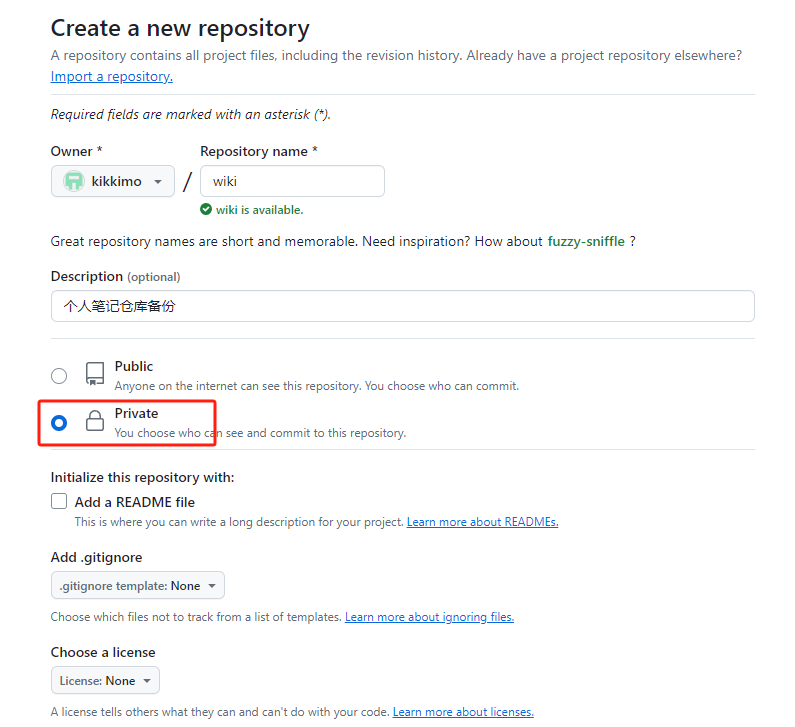 Create a new repository
A repository contains all project files, including the revision history. Already have a project repository elsewhere?
Import a repository.
Required fields are marked with an asterisk (*).
Owner * Repository name *
kikkimo / wiki
wiki is available.
Great repository names are short and memorable. Need inspiration? How about fuzzy-sniffle ?
Description (optional)
个人笔记仓库备份
Public
Anyone on the internet can see this repository. You choose who can commit.
Private
You choose who can see and commit to this repository.
Initialize this repository with:
Add a README file
This is where you can write a long description for your project. Learn more about READMEs.
Add .gitignore
.gitignore template: None
Choose which files not to track from a list of templates. Learn more about ignoring files.
Choose a license
License: None
A license tells others what they can and can't do with your code. Learn more about licenses.